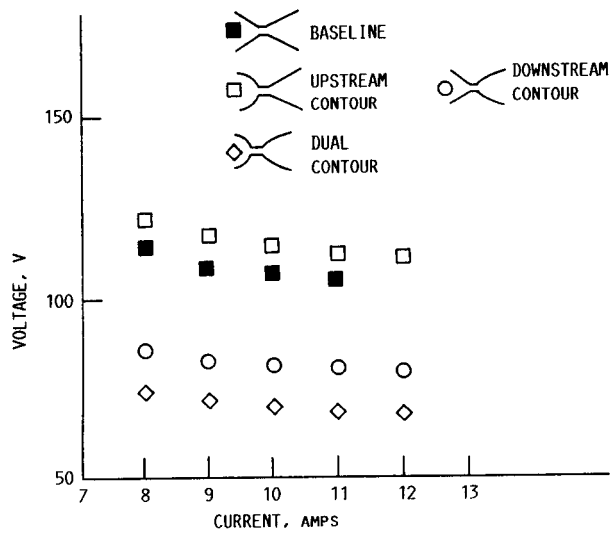 BASELINE
UPSTREAM
CONTOUR
DOWNSTREAM
CONTOUR
DUAL
CONTOUR
150
100
50
VOLTAGE, V
7 8 9 10 11 12 13
CURRENT, AMPS